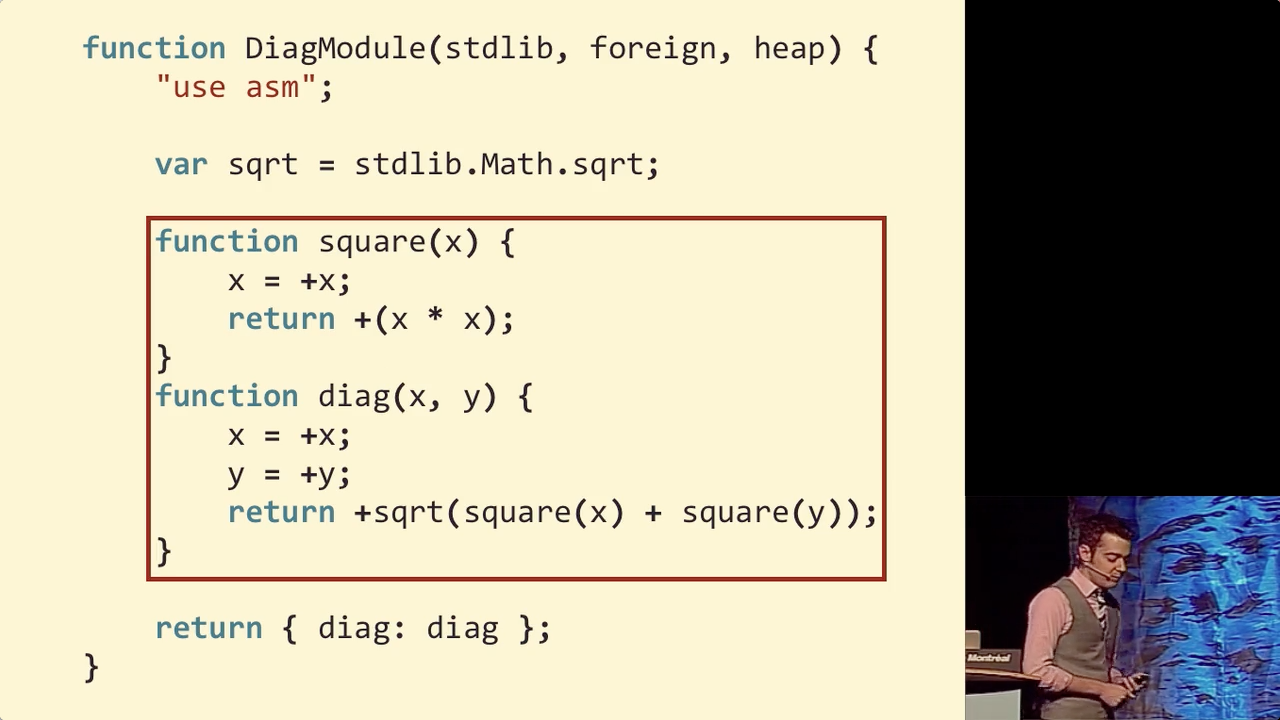 function DiagModule(stdlib, foreign, heap) {
    "use asm";
    var sqrt = stdlib.Math.sqrt;
    function square(x) {
        x = +x;
        return +(x * x);
    }
    function diag(x, y) {
        x = +x;
        y = +y;
        return +sqrt(square(x) + square(y));
    }
    return { diag: diag };
}
Montréal